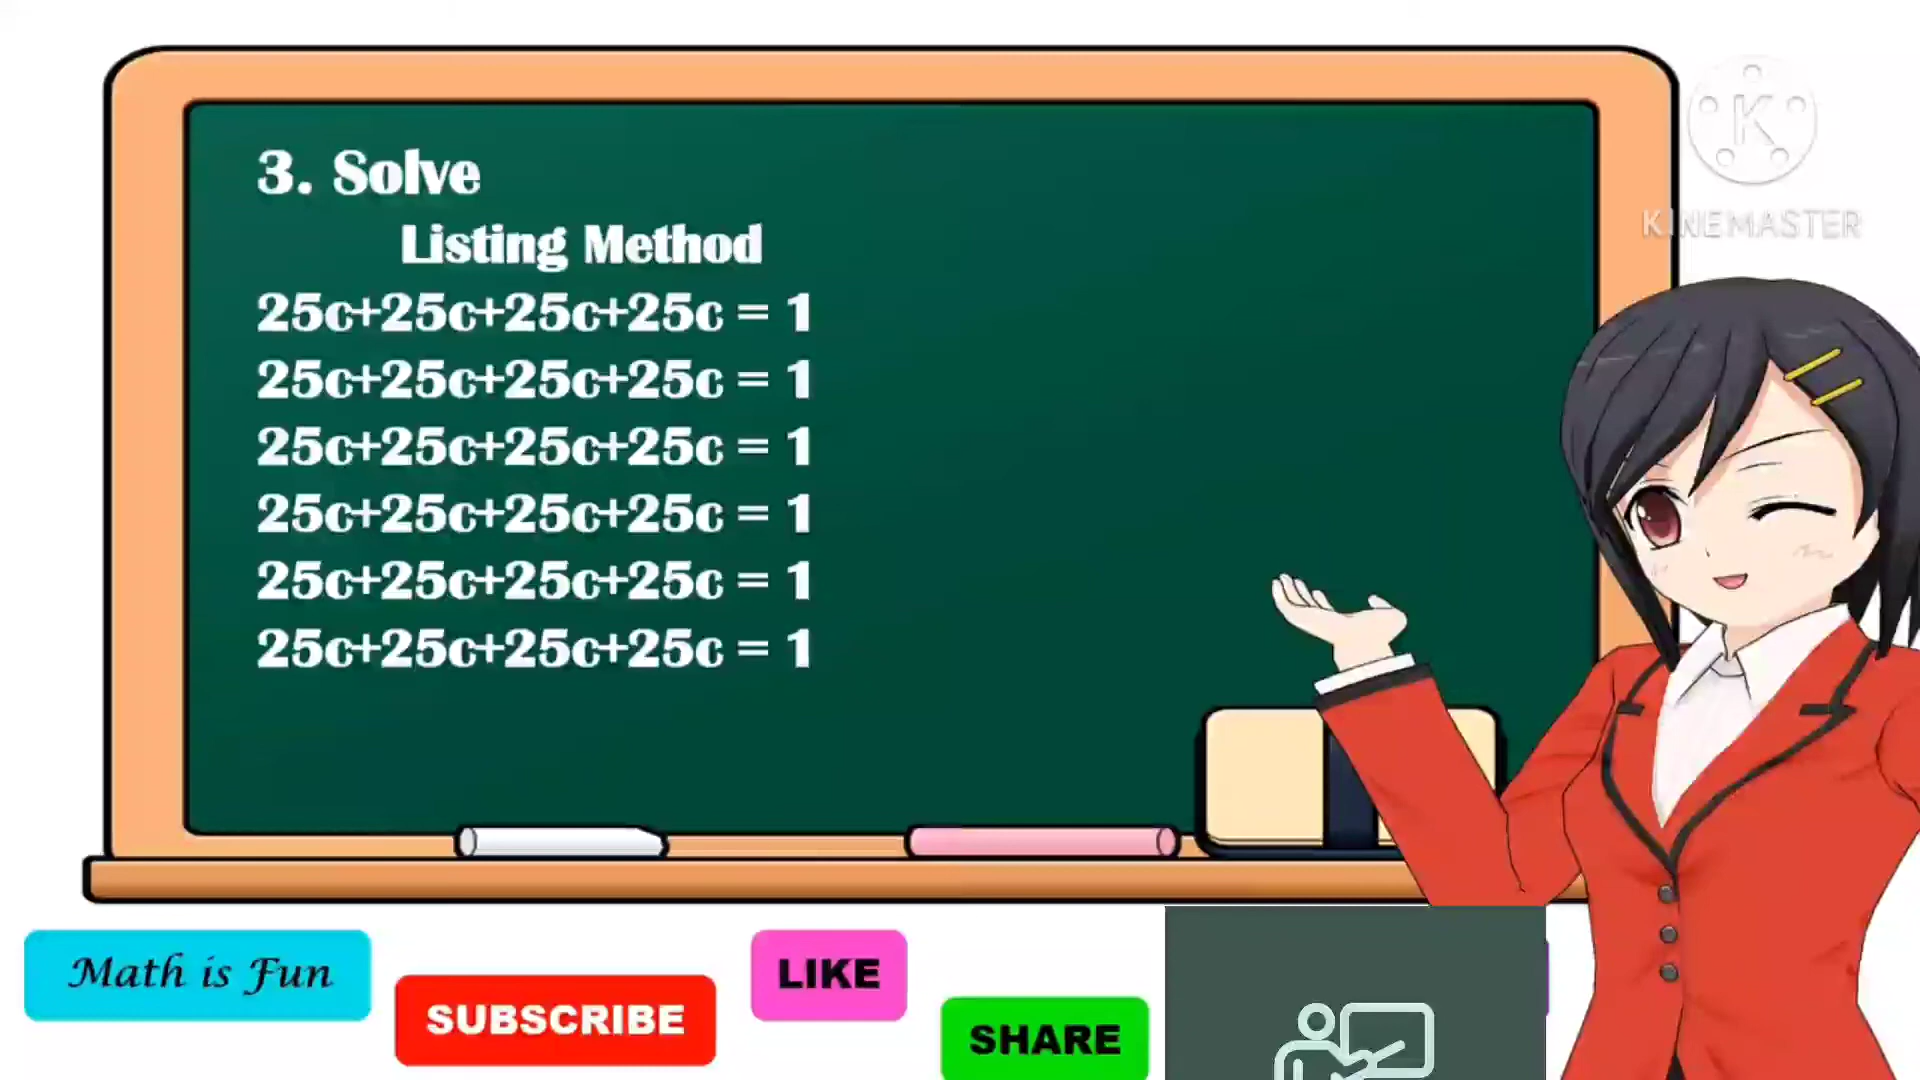 3. Solve
Listing Method
25c+25c+25c+25c = 1
25c+25c+25c+25c = 1
25c+25c+25c+25c = 1
25c+25c+25c+25c = 1
25c+25c+25c+25c = 1
25c+25c+25c+25c = 1
K
KINEMASTER
Math is Fun
SUBSCRIBE
LIKE
SHARE